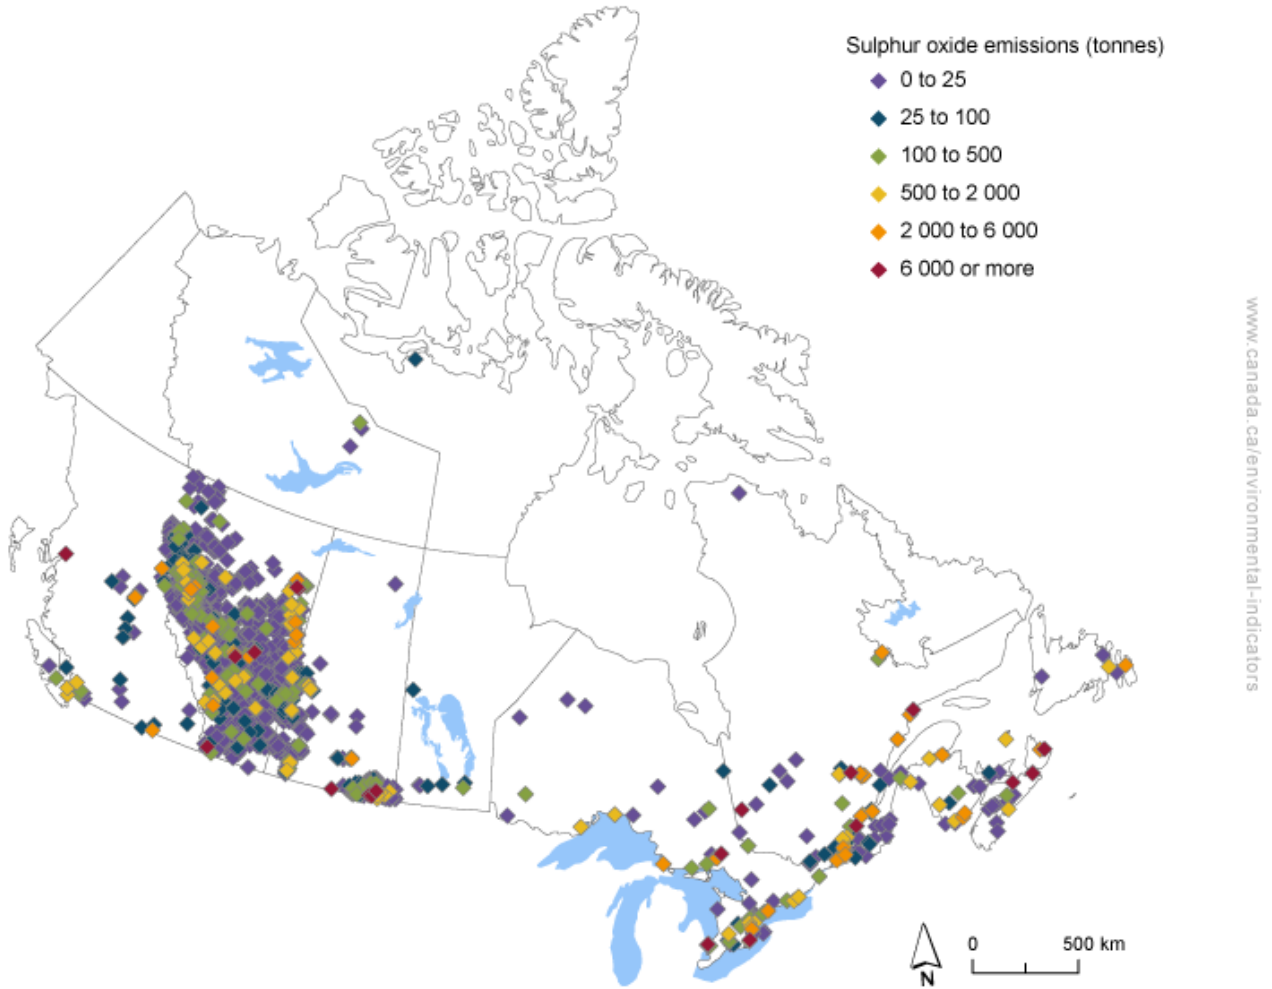 Sulphur oxide emissions (tonnes)
0 to 25
25 to 100
100 to 500
500 to 2 000
2 000 to 6 000
6 000 or more
www.canada.ca/environmental-indicators
0 500 km
N